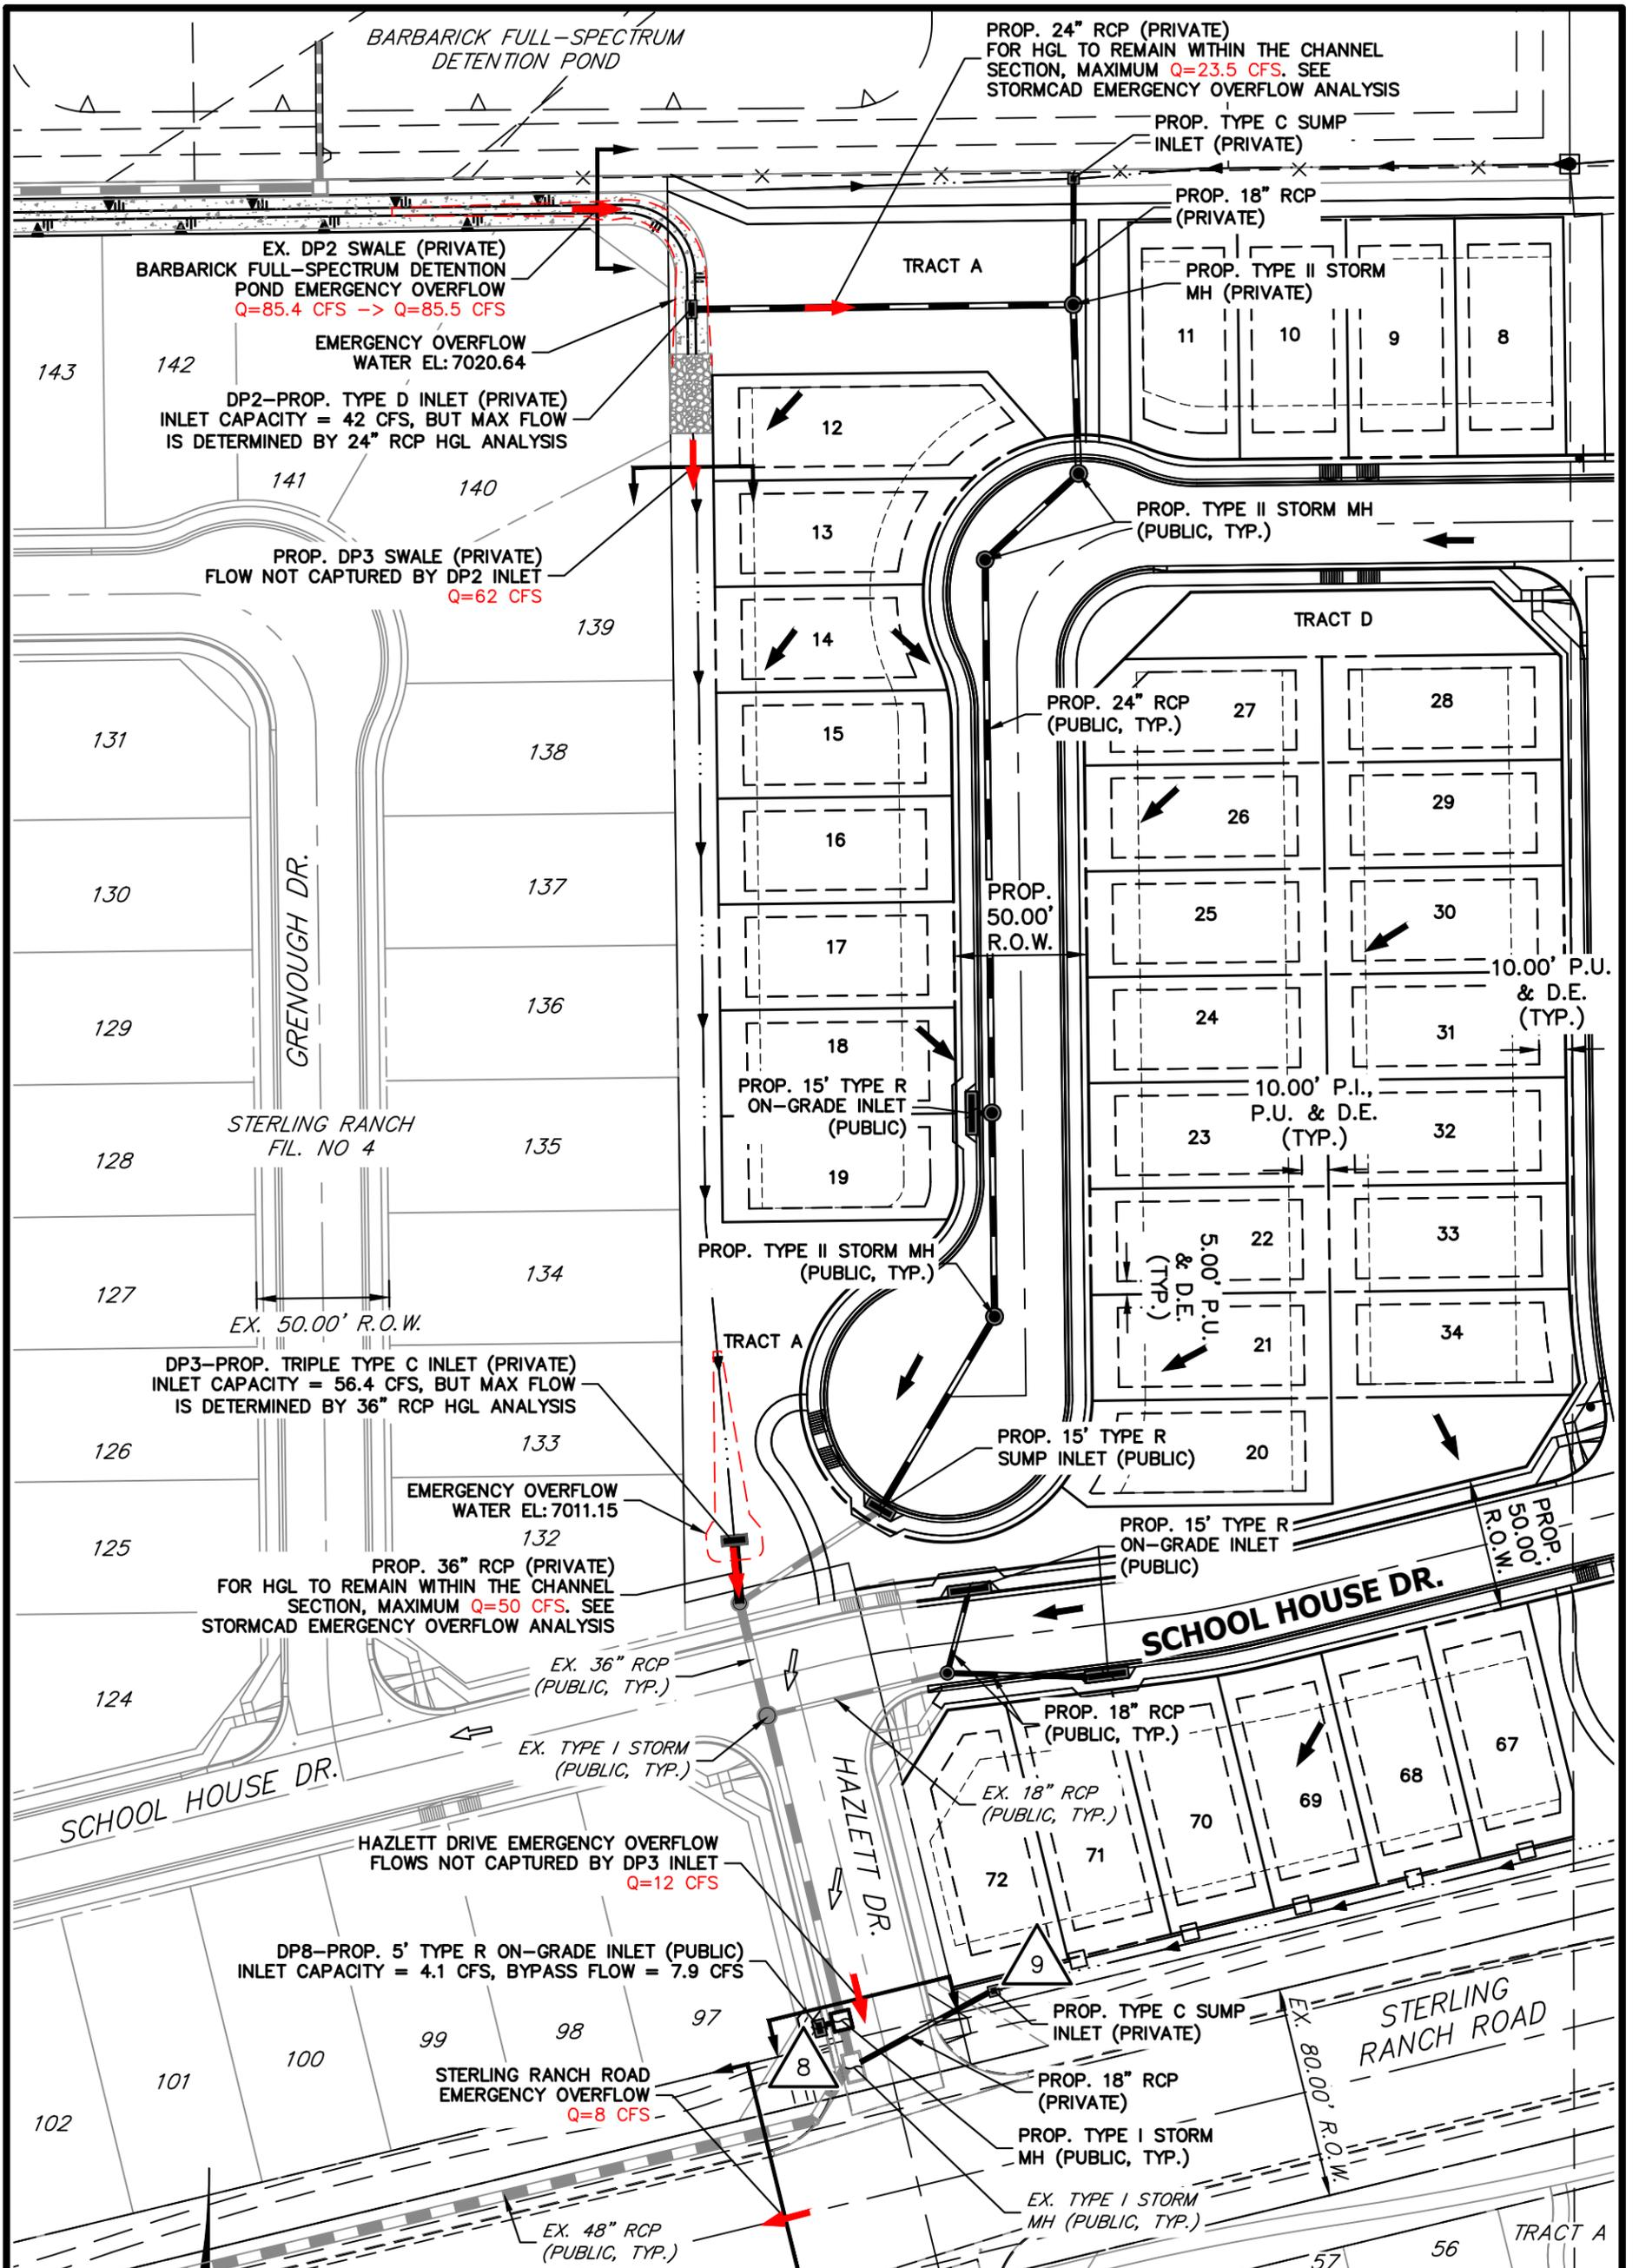 BARBARICK FULL-SPECTRUM
DETENTION POND
PROP. 24" RCP (PRIVATE)
FOR HGL TO REMAIN WITHIN THE CHANNEL
SECTION, MAXIMUM Q=23.5 CFS. SEE
STORMCAD EMERGENCY OVERFLOW ANALYSIS
PROP. TYPE C SUMP
INLET (PRIVATE)
PROP. 18" RCP
(PRIVATE)
EX. DP2 SWALE (PRIVATE)
BARBARICK FULL-SPECTRUM DETENTION
POND EMERGENCY OVERFLOW
Q=85.4 CFS -> Q=85.5 CFS
TRACT A
PROP. TYPE II STORM
MH (PRIVATE)
11
10
9
8
EMERGENCY OVERFLOW
WATER EL: 7020.64
143
142
DP2-PROP. TYPE D INLET (PRIVATE)
INLET CAPACITY = 42 CFS, BUT MAX FLOW
IS DETERMINED BY 24" RCP HGL ANALYSIS
12
141
140
13
PROP. TYPE II STORM MH
(PUBLIC, TYP.)
PROP. DP3 SWALE (PRIVATE)
FLOW NOT CAPTURED BY DP2 INLET
Q=62 CFS
139
14
TRACT D
PROP. 24" RCP
(PUBLIC, TYP.)
27
28
131
138
15
26
29
16
130
137
GRENOUGH DR.
PROP.
50.00'
R.O.W.
25
30
17
10.00' P.U.
& D.E.
(TYP.)
129
136
24
31
18
PROP. 15' TYPE R
ON-GRADE INLET
(PUBLIC)
10.00' P.I.,
P.U. & D.E.
(TYP.)
STERLING RANCH
FIL. NO 4
128
135
23
32
19
PROP. TYPE II STORM MH
(PUBLIC, TYP.)
22
33
5.00' P.U.
& D.E.
(TYP.)
127
134
EX. 50.00' R.O.W.
TRACT A
21
34
DP3-PROP. TRIPLE TYPE C INLET (PRIVATE)
INLET CAPACITY = 56.4 CFS, BUT MAX FLOW
IS DETERMINED BY 36" RCP HGL ANALYSIS
126
133
PROP. 15' TYPE R
SUMP INLET (PUBLIC)
20
EMERGENCY OVERFLOW
WATER EL: 7011.15
125
132
PROP. 15' TYPE R
ON-GRADE INLET
(PUBLIC)
PROP.
50.00'
R.O.W.
PROP. 36" RCP (PRIVATE)
FOR HGL TO REMAIN WITHIN THE CHANNEL
SECTION, MAXIMUM Q=50 CFS. SEE
STORMCAD EMERGENCY OVERFLOW ANALYSIS
SCHOOL HOUSE DR.
124
EX. 36" RCP
(PUBLIC, TYP.)
PROP. 18" RCP
(PUBLIC, TYP.)
EX. TYPE I STORM
(PUBLIC, TYP.)
HAZLETT DR.
EX. 18" RCP
(PUBLIC, TYP.)
SCHOOL HOUSE DR.
72
71
70
69
68
67
HAZLETT DRIVE EMERGENCY OVERFLOW
FLOWS NOT CAPTURED BY DP3 INLET
Q=12 CFS
DP8-PROP. 5' TYPE R ON-GRADE INLET (PUBLIC)
INLET CAPACITY = 4.1 CFS, BYPASS FLOW = 7.9 CFS
9
8
PROP. TYPE C SUMP
INLET (PRIVATE)
STERLING
RANCH ROAD
EX. 80.00' R.O.W.
102
101
100
99
98
97
STERLING RANCH ROAD
EMERGENCY OVERFLOW
Q=8 CFS
PROP. 18" RCP
(PRIVATE)
PROP. TYPE I STORM
MH (PUBLIC, TYP.)
EX. TYPE I STORM
MH (PUBLIC, TYP.)
EX. 48" RCP
(PUBLIC, TYP.)
57
56
TRACT A